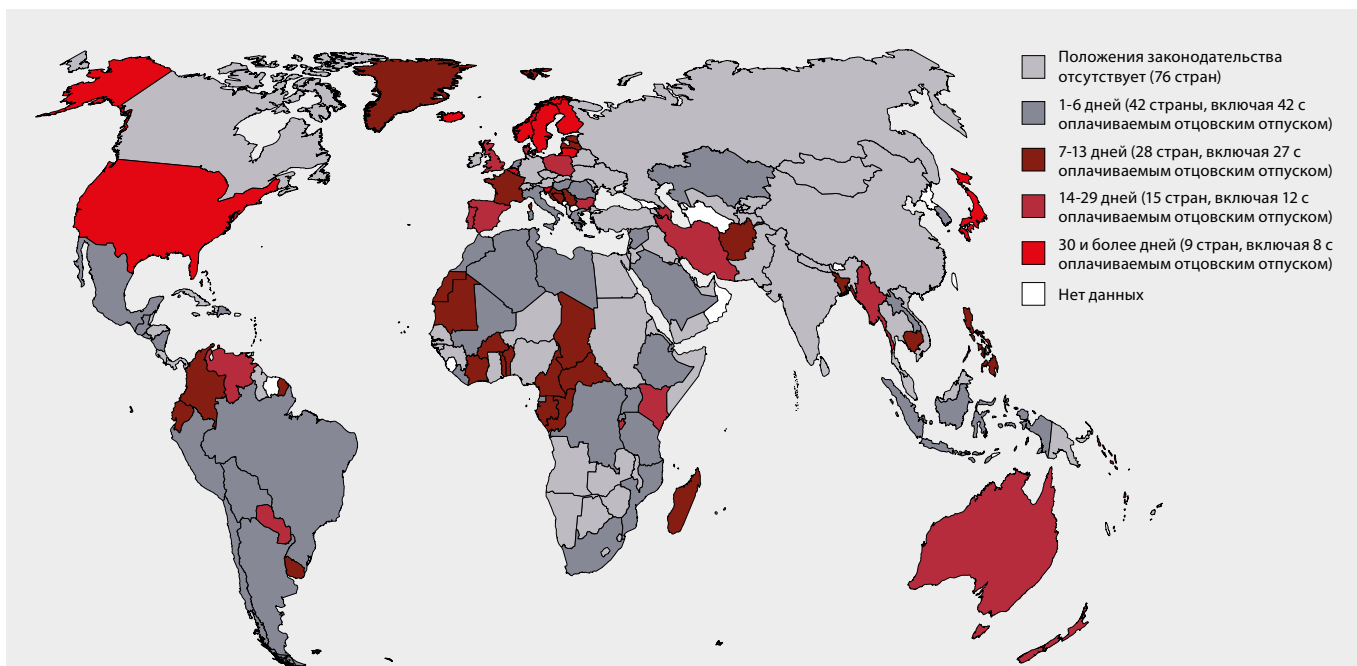 Положения законодательства
отсутствует (76 стран)
1-6 дней (42 страны, включая 42 с
оплачиваемым отцовским отпуском)
7-13 дней (28 стран, включая 27 с
оплачиваемым отцовским отпуском)
14-29 дней (15 стран, включая 12 с
оплачиваемым отцовским отпуском)
30 и более дней (9 стран, включая 8 с
оплачиваемым отцовским отпуском)
Нет данных